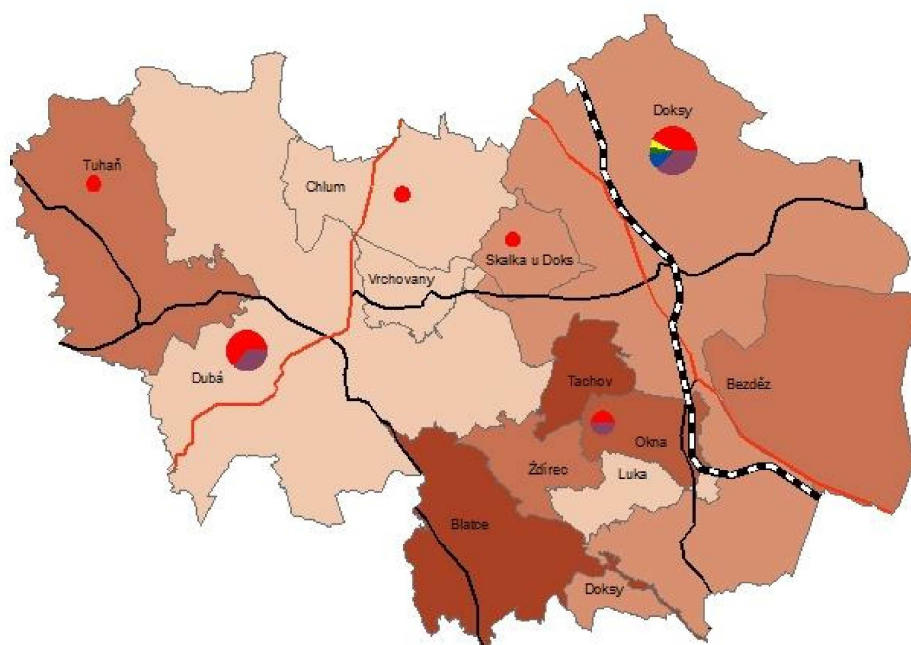 Doksy
Tuhaň
Chlum
Skalka u Doks
Vrchovany
Dubá
Tachov
Bezděz
Okna
Ždírec
Luka
Blatce
Doksy